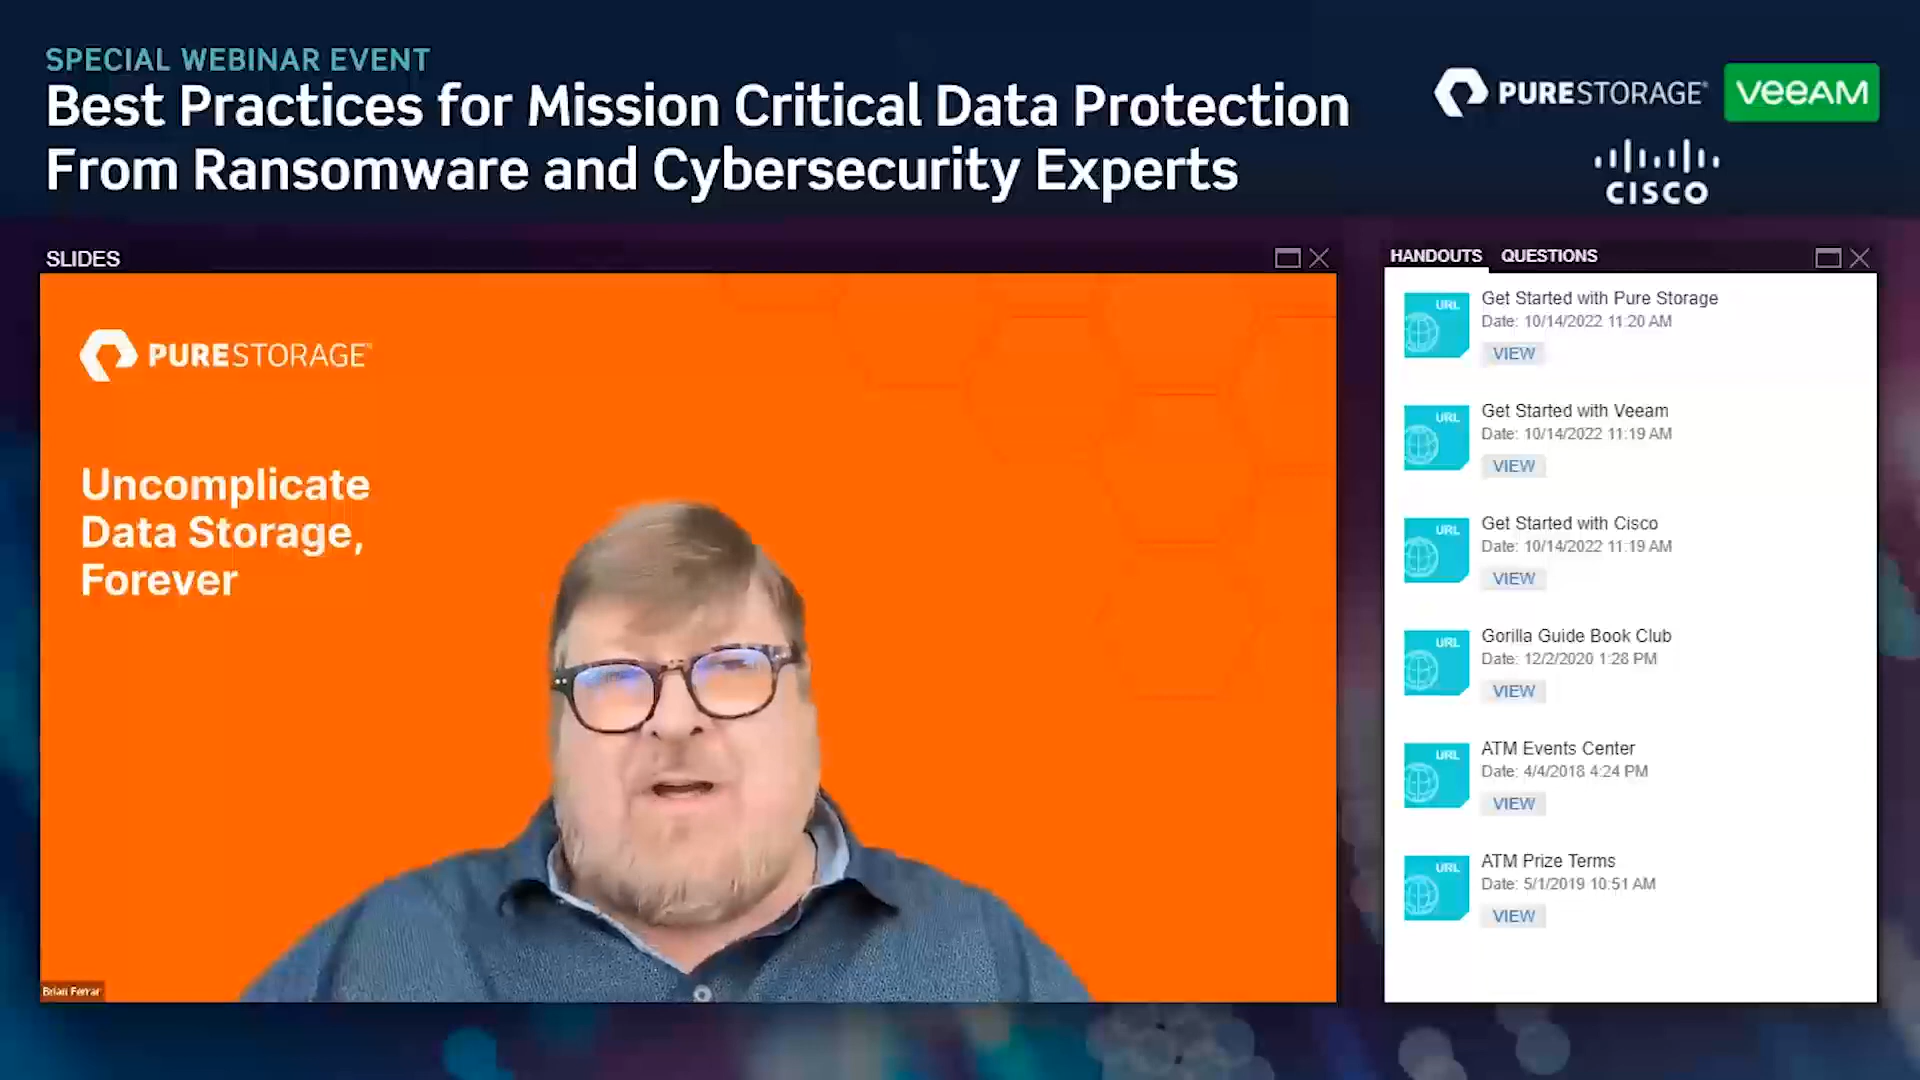 SPECIAL WEBINAR EVENT
Best Practices for Mission Critical Data Protection
From Ransomware and Cybersecurity Experts
PURESTORAGE
veeAM
CISCO
SLIDES
PURESTORAGE
Uncomplicate
Data Storage,
Forever
Brian Ferrar
HANDOUTS QUESTIONS
URL
Get Started with Pure Storage
Date: 10/14/2022 11:20 AM
VIEW
URL
Get Started with Veeam
Date: 10/14/2022 11:19 AM
VIEW
URL
Get Started with Cisco
Date: 10/14/2022 11:19 AM
VIEW
URL
Gorilla Guide Book Club
Date: 12/2/2020 1:28 PM
VIEW
URL
ATM Events Center
Date: 4/4/2018 4:24 PM
VIEW
URL
ATM Prize Terms
Date: 5/1/2019 10:51 AM
VIEW